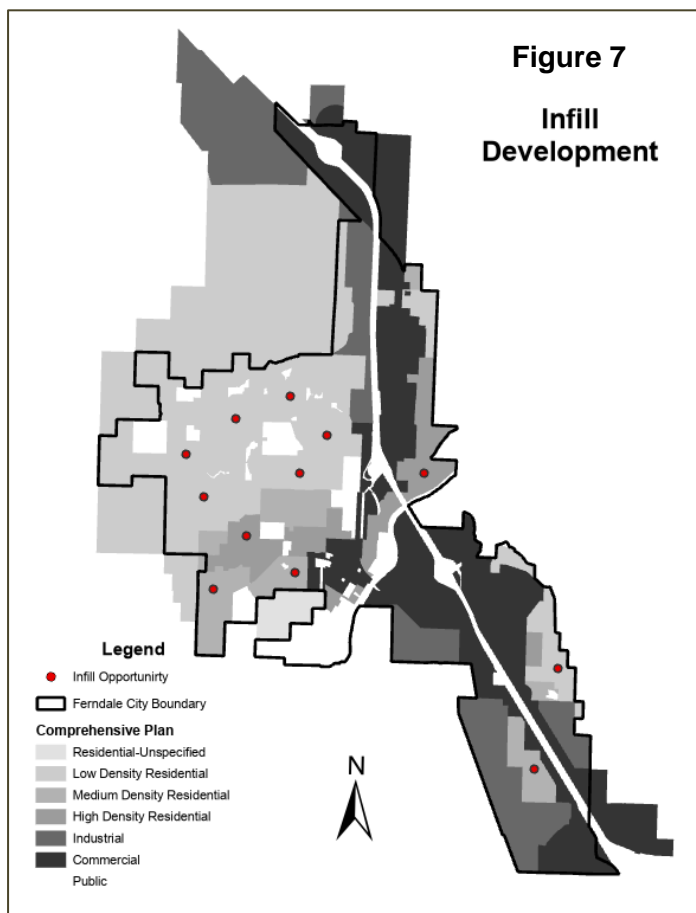 Figure 7
Infill
Development
Legend
Infill Opportunity
Ferndale City Boundary
Comprehensive Plan
Residential-Unspecified
Low Density Residential
Medium Density Residential
High Density Residential
Industrial
Commercial
Public
N